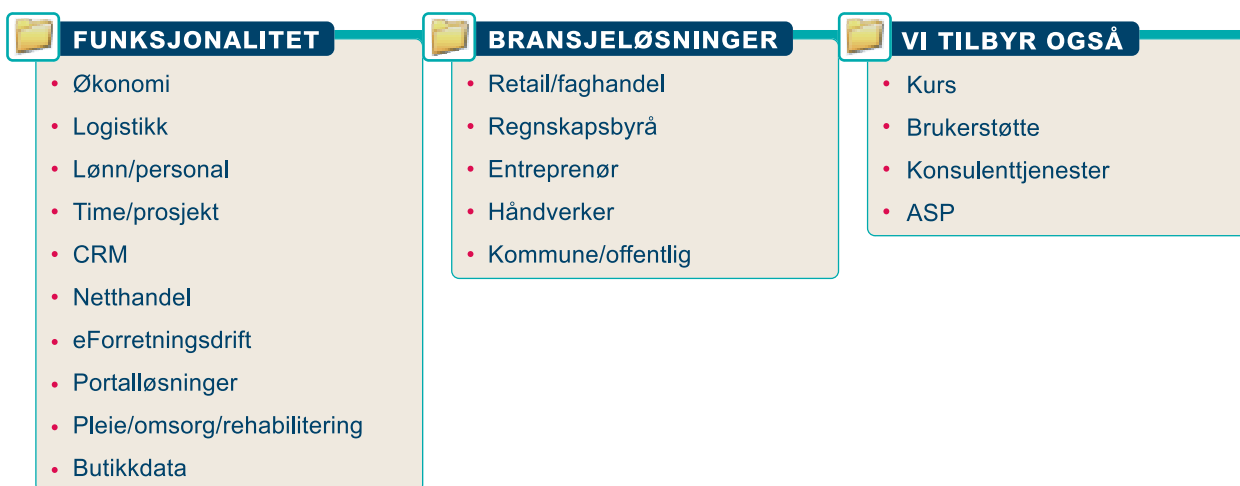 FUNKSJONALITET
Økonomi
Logistikk
Lønn/personal
Time/prosjekt
CRM
Netthandel
eForretningsdrift
Portalløsninger
Pleie/omsorg/rehabilitering
Butikkdata
BRANSJELØSNINGER
Retail/faghandel
Regnskapsbyrå
Entreprenør
Håndverker
Kommune/offentlig
VI TILBYR OGSÅ
Kurs
Brukerstøtte
Konsulenttjenester
ASP